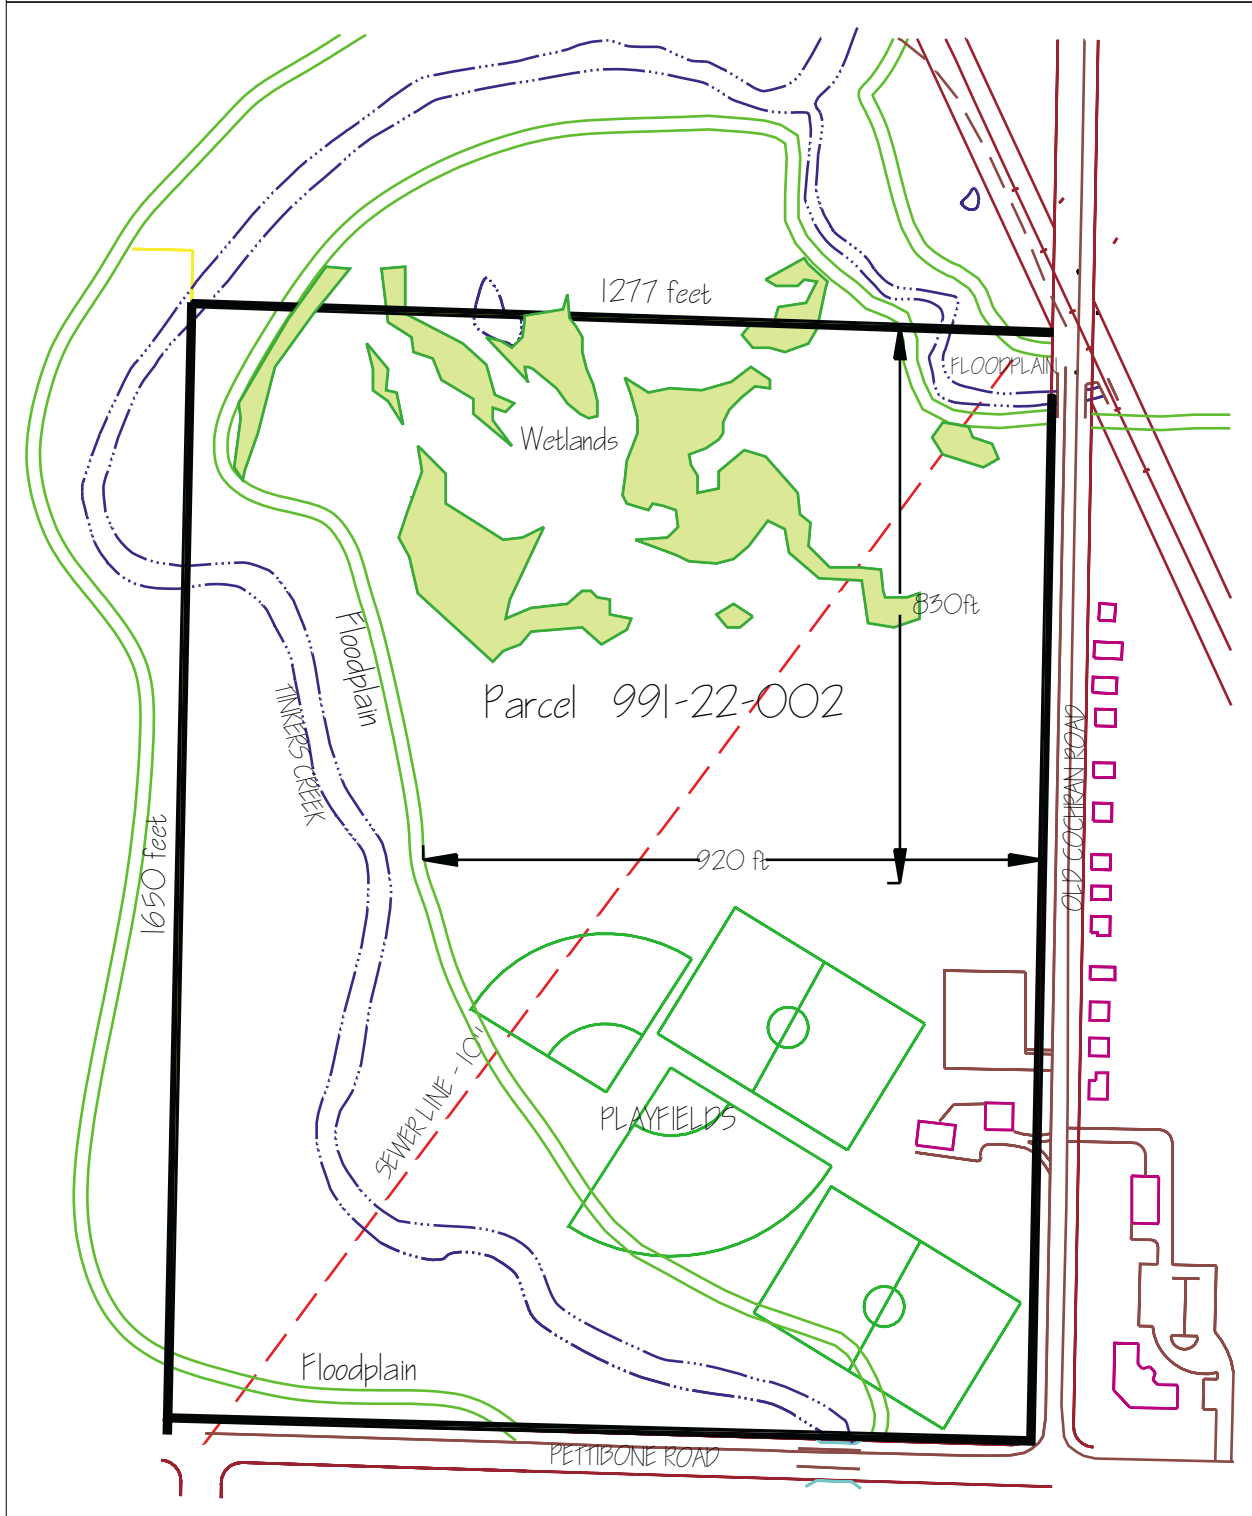 1277 feet
FLOODPLAIN
Wetlands
830ft
Floodplain
Parcel 991-22-002
TINKERS CREEK
OLD COCHRAN ROAD
1650 feet
920 ft
SEWER LINE - 10"
PLAYFIELDS
Floodplain
PETTIBONE ROAD